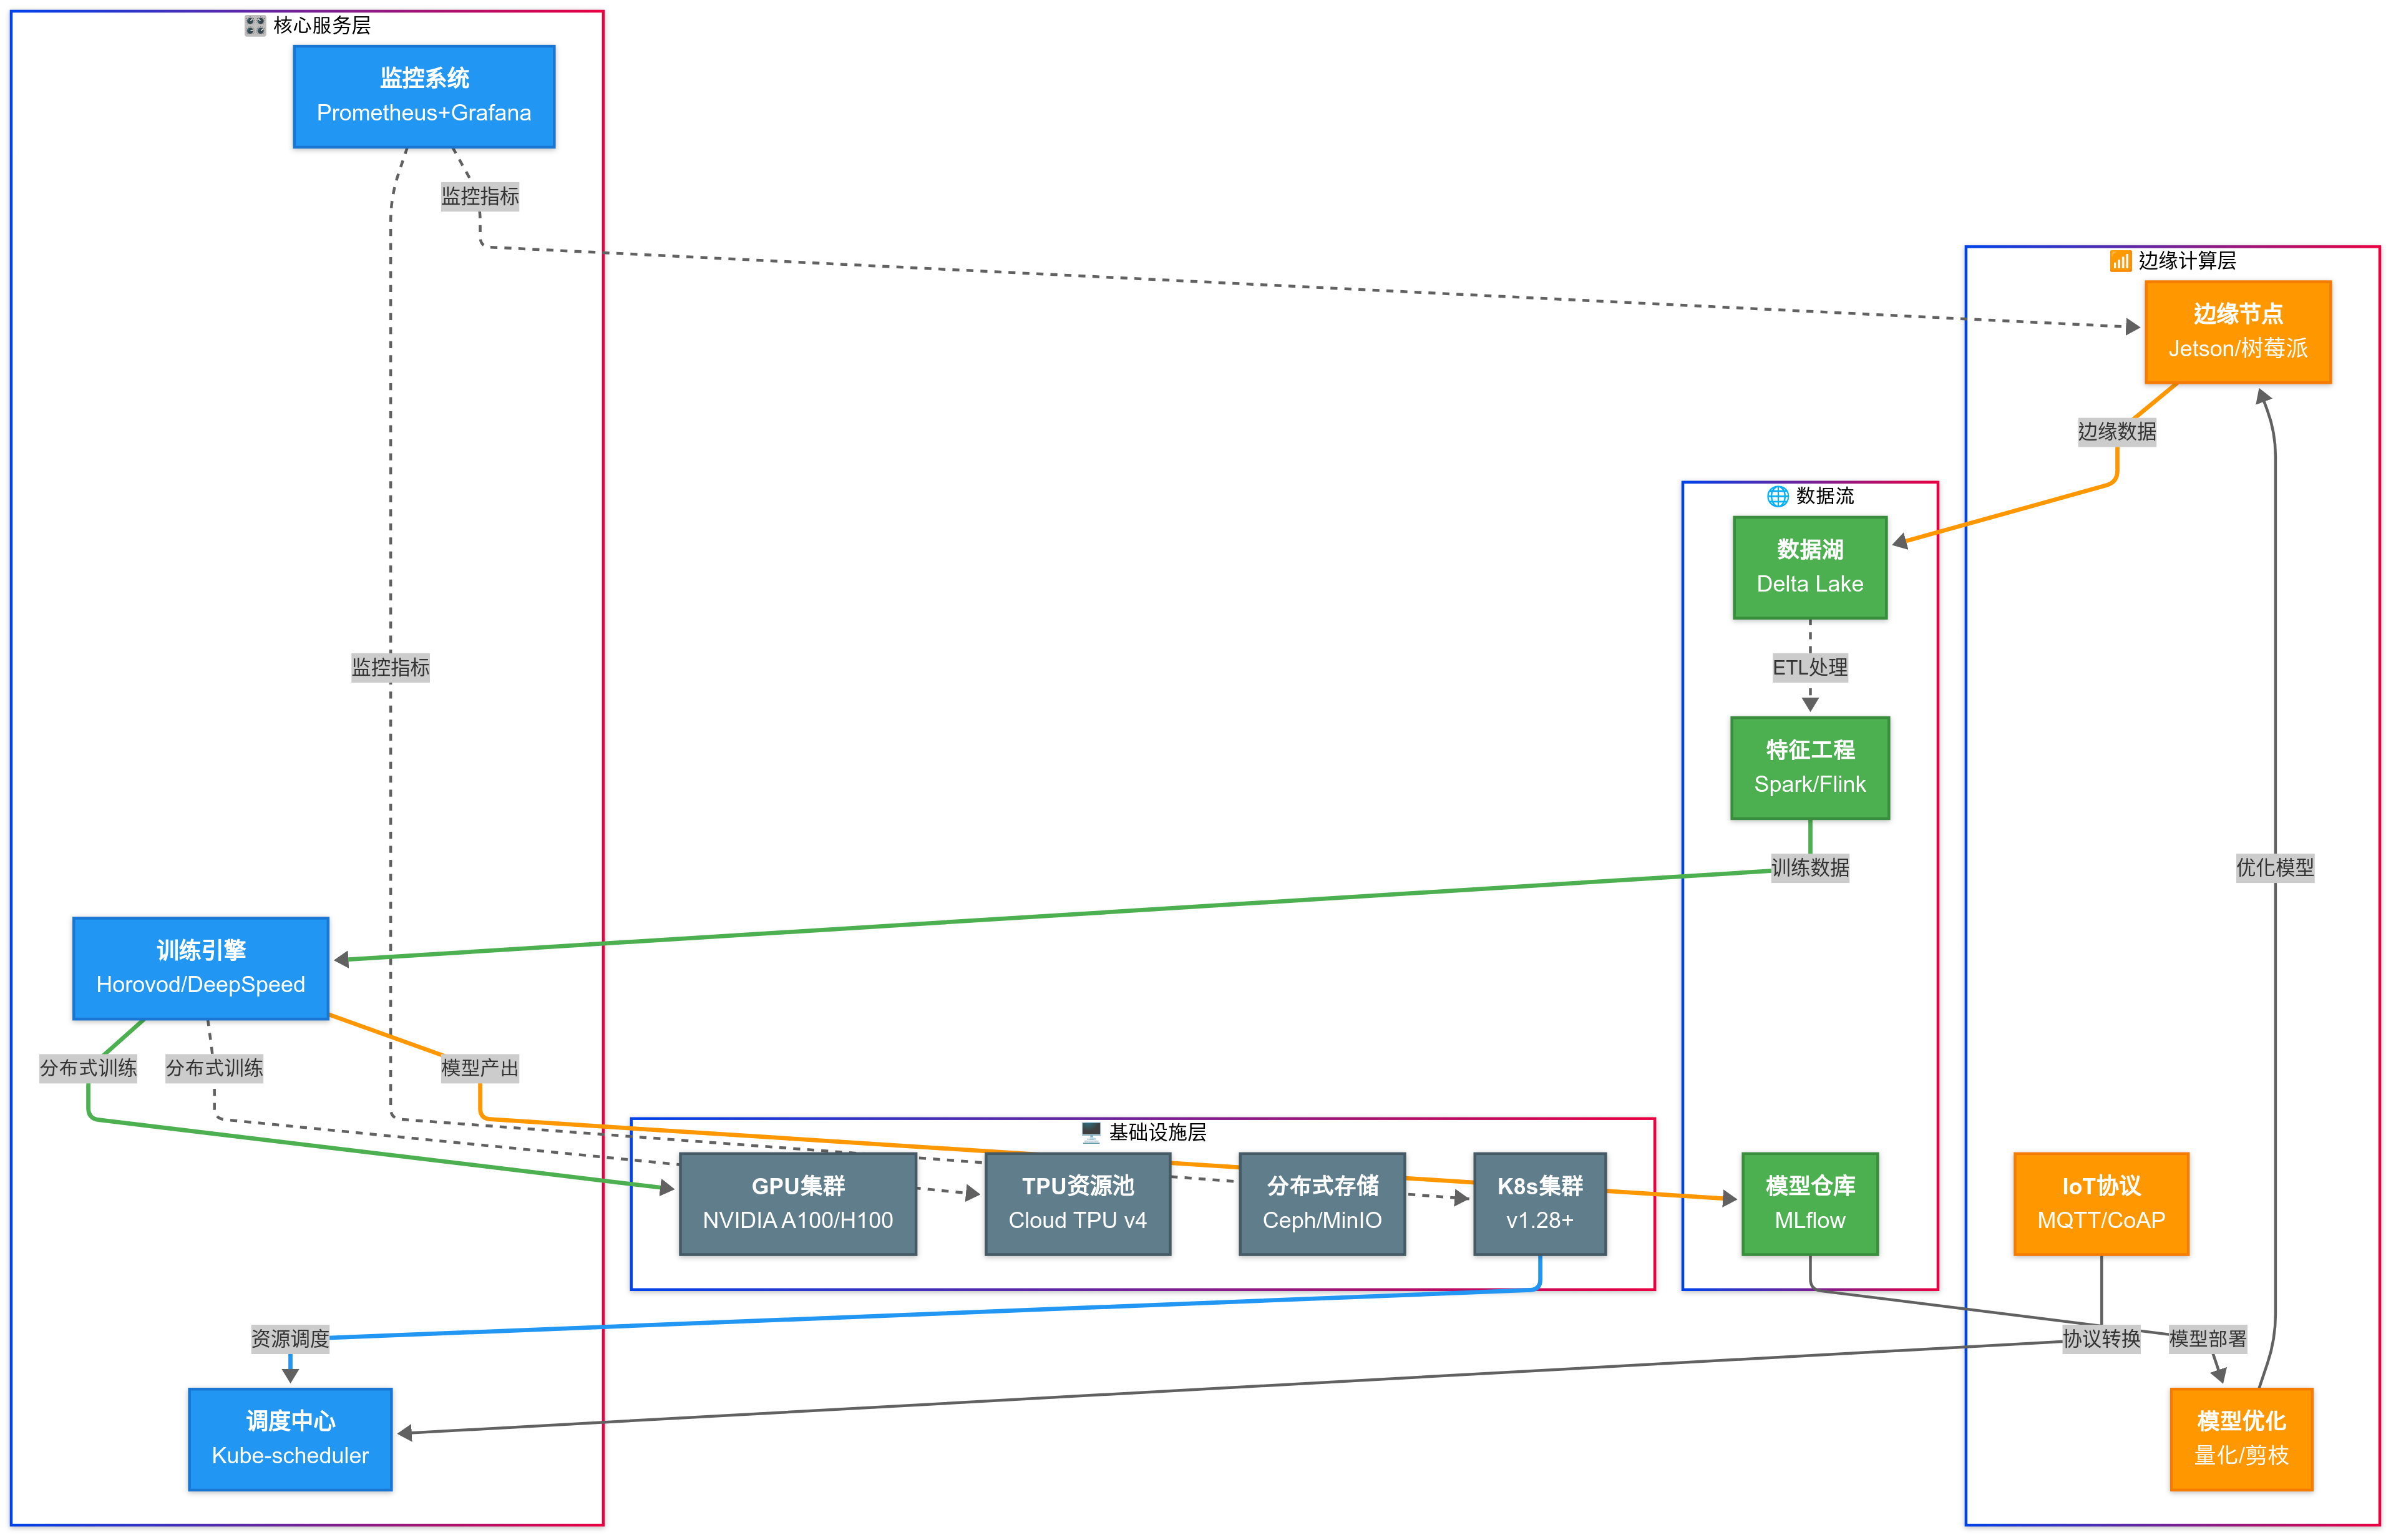 🎛️ 核心服务层
监控系统
Prometheus+Grafana
监控指标
监控指标
训练引擎
Horovod/DeepSpeed
分布式训练
分布式训练
模型产出
资源调度
调度中心
Kube-scheduler
🖥️ 基础设施层
GPU集群
NVIDIA A100/H100
TPU资源池
Cloud TPU v4
分布式存储
Ceph/MinIO
K8s集群
v1.28+
🌐 数据流
数据湖
Delta Lake
ETL处理
特征工程
Spark/Flink
训练数据
模型仓库
MLflow
📶 边缘计算层
边缘节点
Jetson/树莓派
边缘数据
优化模型
IoT协议
MQTT/CoAP
协议转换
模型部署
模型优化
量化/剪枝